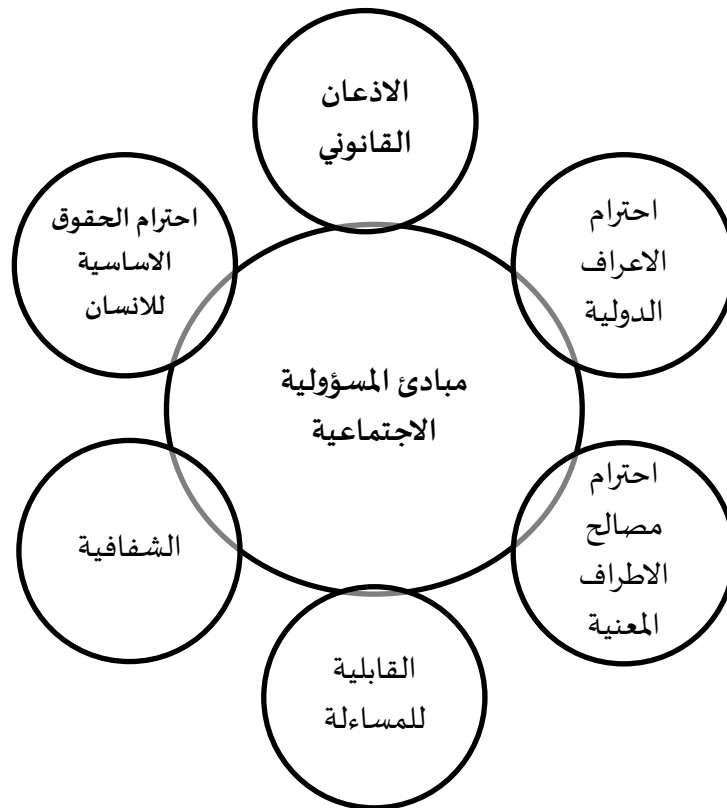 الاذعان
القانوني
احترام
الاعراف
الدولية
احترام الحقوق
الاساسية
للانسان
مبادئ المسؤولية
الاجتماعية
احترام
مصالح
الاطراف
المعنية
الشفافية
القابلية
للمساءلة